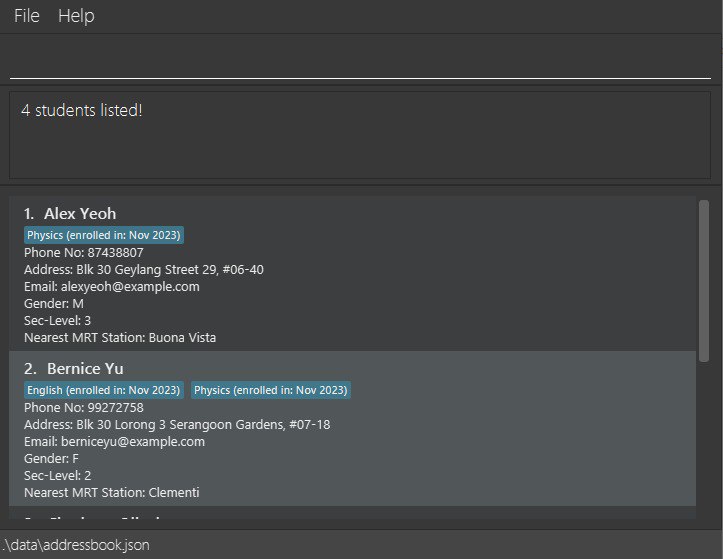 File Help
4 students listed!
1. Alex Yeoh
Physics (enrolled in: Nov 2023)
Phone No: 87438807
Address: Blk 30 Geylang Street 29, #06-40
Email: alexyeoh@example.com
Gender: M
Sec-Level: 3
Nearest MRT Station: Buona Vista
2. Bernice Yu
English (enrolled in: Nov 2023) Physics (enrolled in: Nov 2023)
Phone No: 99272758
Address: Blk 30 Lorong 3 Serangoon Gardens, #07-18
Email: berniceyu@example.com
Gender: F
Sec-Level: 2
Nearest MRT Station: Clementi
.\data\addressbook.json